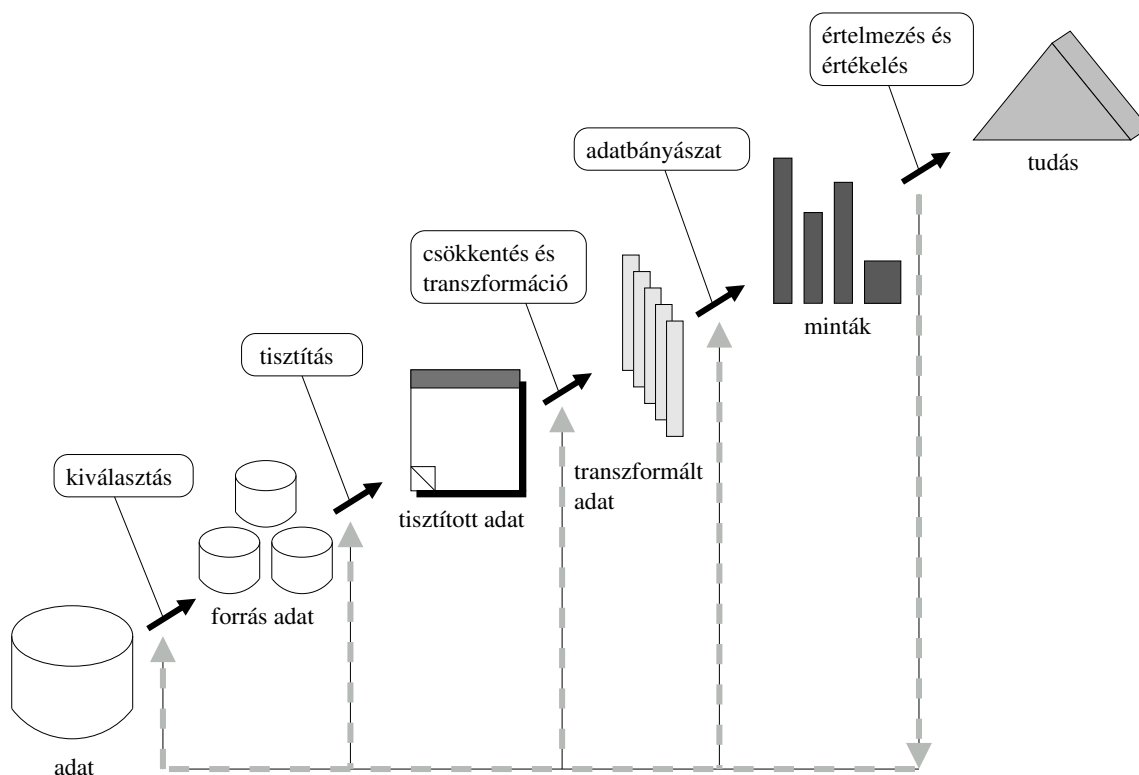 értelmezés és
értékelés
tudás
adatbányászat
minták
csökkentés és
transzformáció
transzformált
adat
tisztítás
tisztított adat
kiválasztás
forrás adat
adat